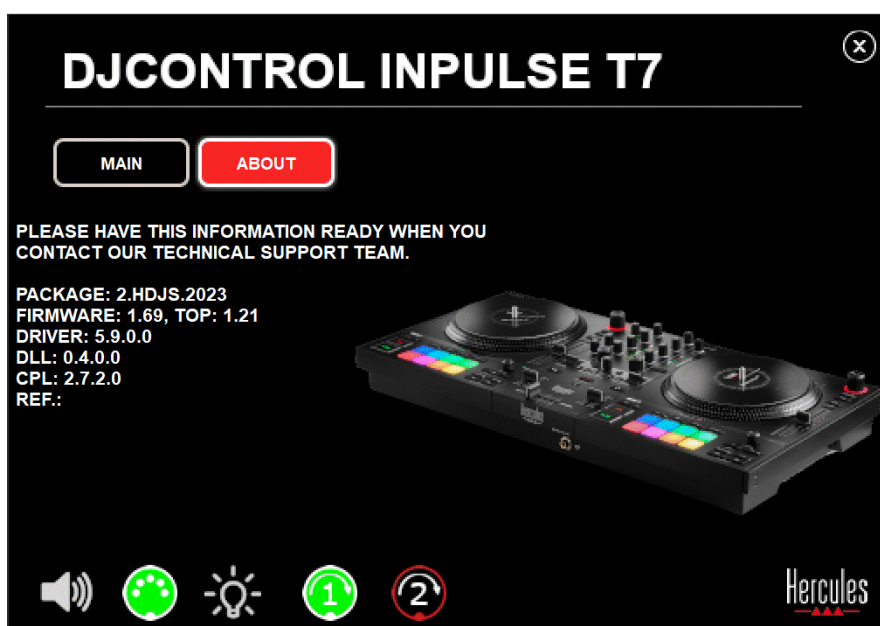 DJCONTROL INPULSE T7
MAIN
ABOUT
PLEASE HAVE THIS INFORMATION READY WHEN YOU
CONTACT OUR TECHNICAL SUPPORT TEAM.
PACKAGE: 2.HDJS.2023
FIRMWARE: 1.69, TOP: 1.21
DRIVER: 5.9.0.0
DLL: 0.4.0.0
CPL: 2.7.2.0
REF.:
1
2
Hercules